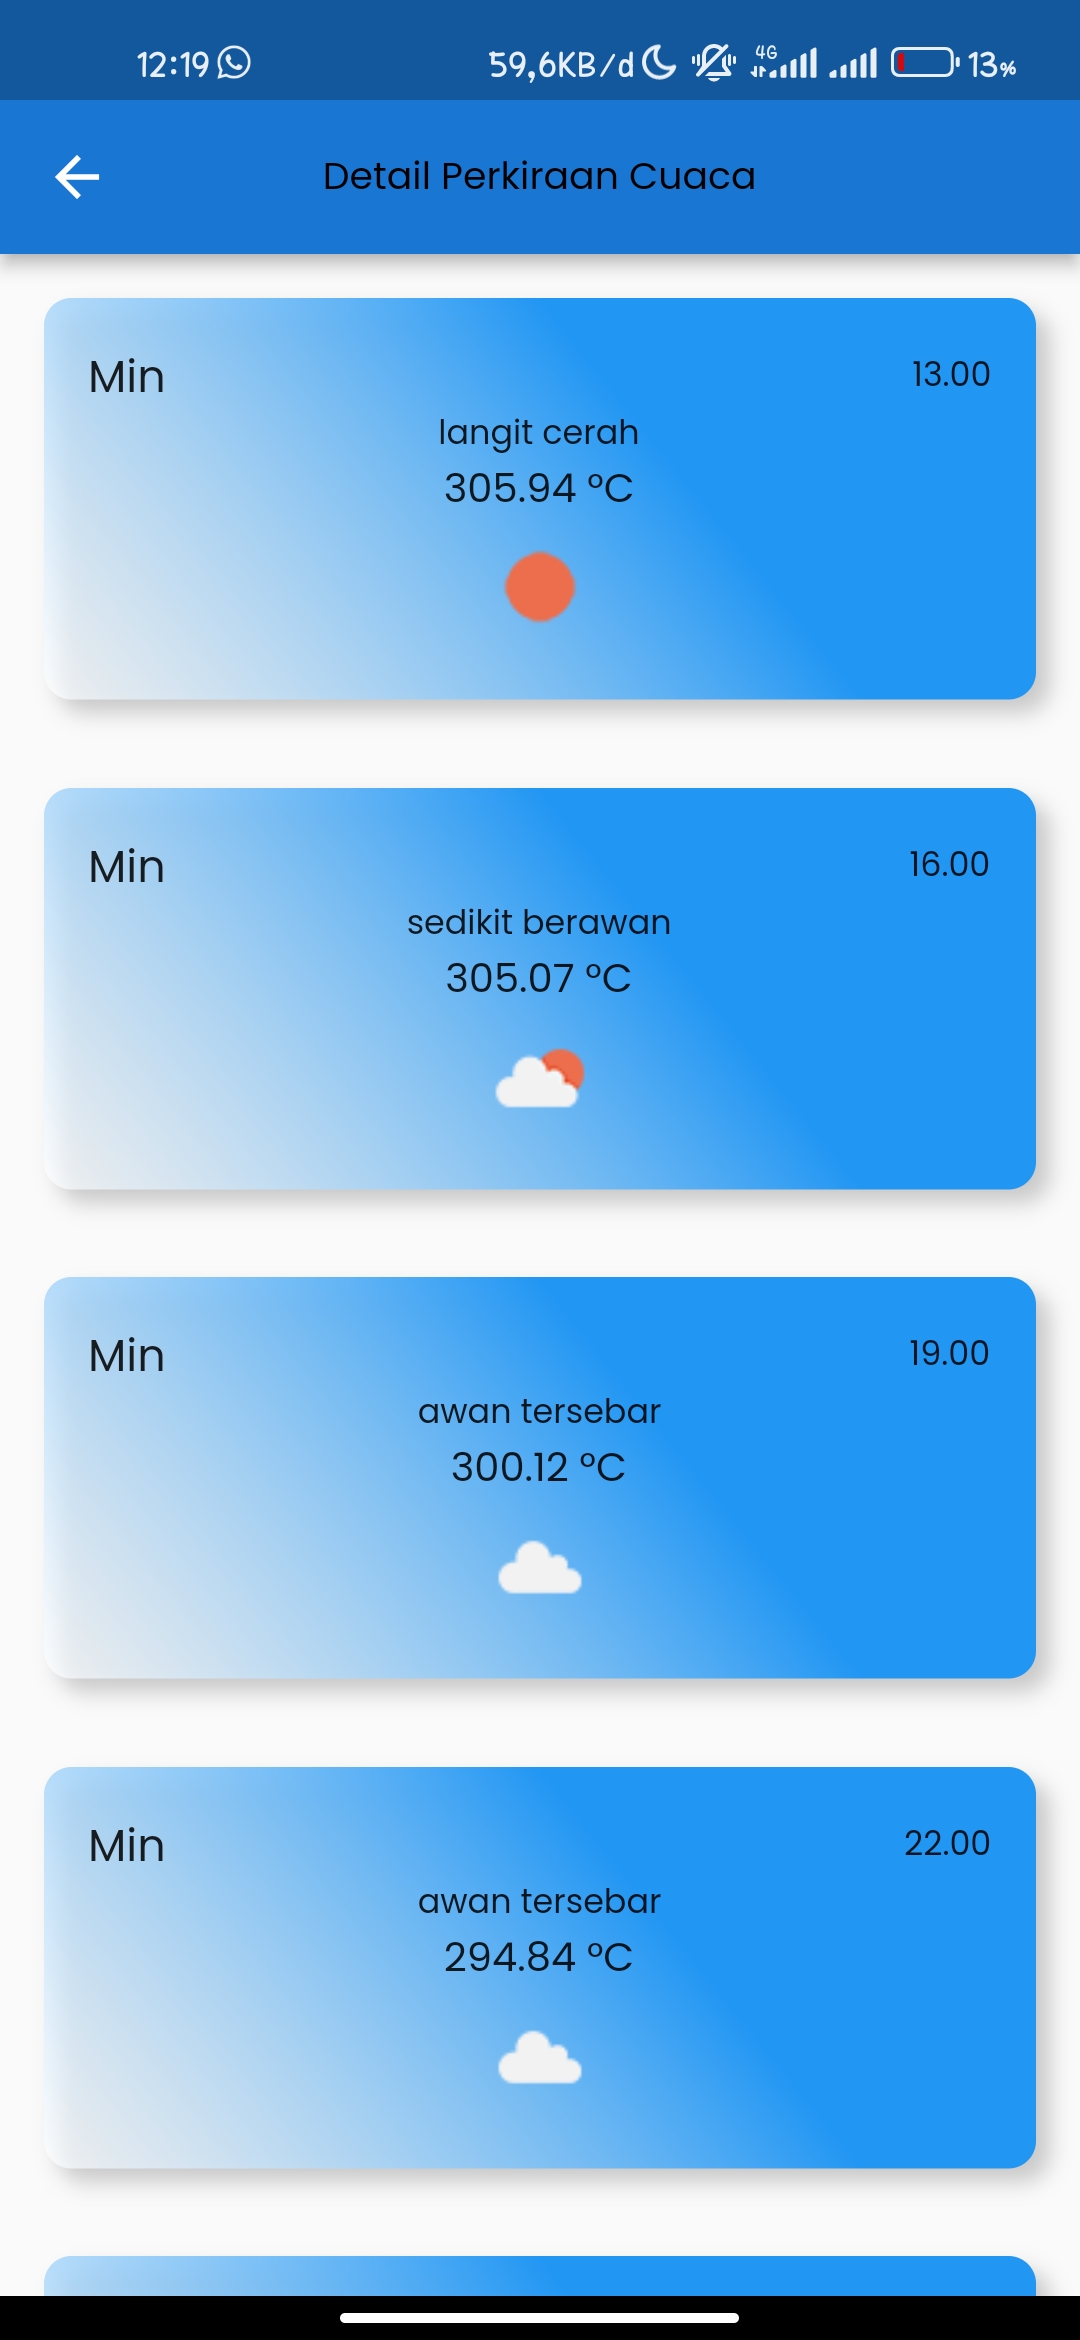 12:19 59,6KB/d 4G 13%
Detail Perkiraan Cuaca
Min 13.00
langit cerah
305.94 °C
Min 16.00
sedikit berawan
305.07 °C
Min 19.00
awan tersebar
300.12 °C
Min 22.00
awan tersebar
294.84 °C